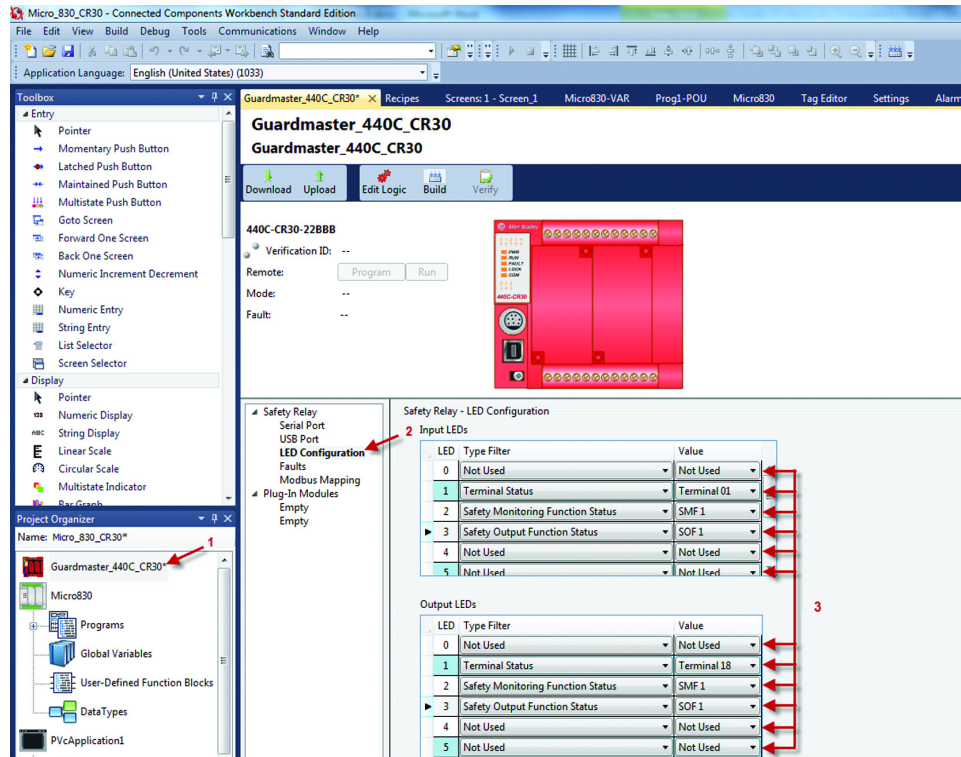 Micro_830_CR30 - Connected Components Workbench Standard Edition
File Edit View Build Debug Tools Communications Window Help
Application Language: English (United States) (1033)
Toolbox
Entry
Pointer
Momentary Push Button
Latched Push Button
Maintained Push Button
Multistate Push Button
Goto Screen
Forward One Screen
Back One Screen
Numeric Increment Decrement
Key
Numeric Entry
String Entry
List Selector
Screen Selector
Display
Pointer
123 Numeric Display
ABC String Display
Linear Scale
Circular Scale
Multistate Indicator
Bar Graph
Project Organizer
Name: Micro_830_CR30*
1
Guardmaster_440C_CR30*
Micro830
Programs
Global Variables
User-Defined Function Blocks
DataTypes
PVcApplication1
Guardmaster_440C_CR30* Recipes Screens: 1 - Screen_1 Micro830-VAR Prog1-POU Micro830 Tag Editor Settings Alarm
Guardmaster_440C_CR30
Guardmaster_440C_CR30
Download Upload Edit Logic Build Verify
440C-CR30-22BBB
Verification ID: --
Remote: Program Run
Mode: --
Fault: --
Allen Bradley
PWR
RUN
FAULT
LOCK
COM
440C-CR30
Safety Relay
Serial Port
USB Port
LED Configuration
Faults
Modbus Mapping
Plug-In Modules
Empty
Empty
2
Safety Relay - LED Configuration
Input LEDs
LED Type Filter Value
0 Not Used Not Used
1 Terminal Status Terminal 01
2 Safety Monitoring Function Status SMF 1
3 Safety Output Function Status SOF 1
4 Not Used Not Used
5 Not Used Not Used
3
Output LEDs
LED Type Filter Value
0 Not Used Not Used
1 Terminal Status Terminal 18
2 Safety Monitoring Function Status SMF 1
3 Safety Output Function Status SOF 1
4 Not Used Not Used
5 Not Used Not Used